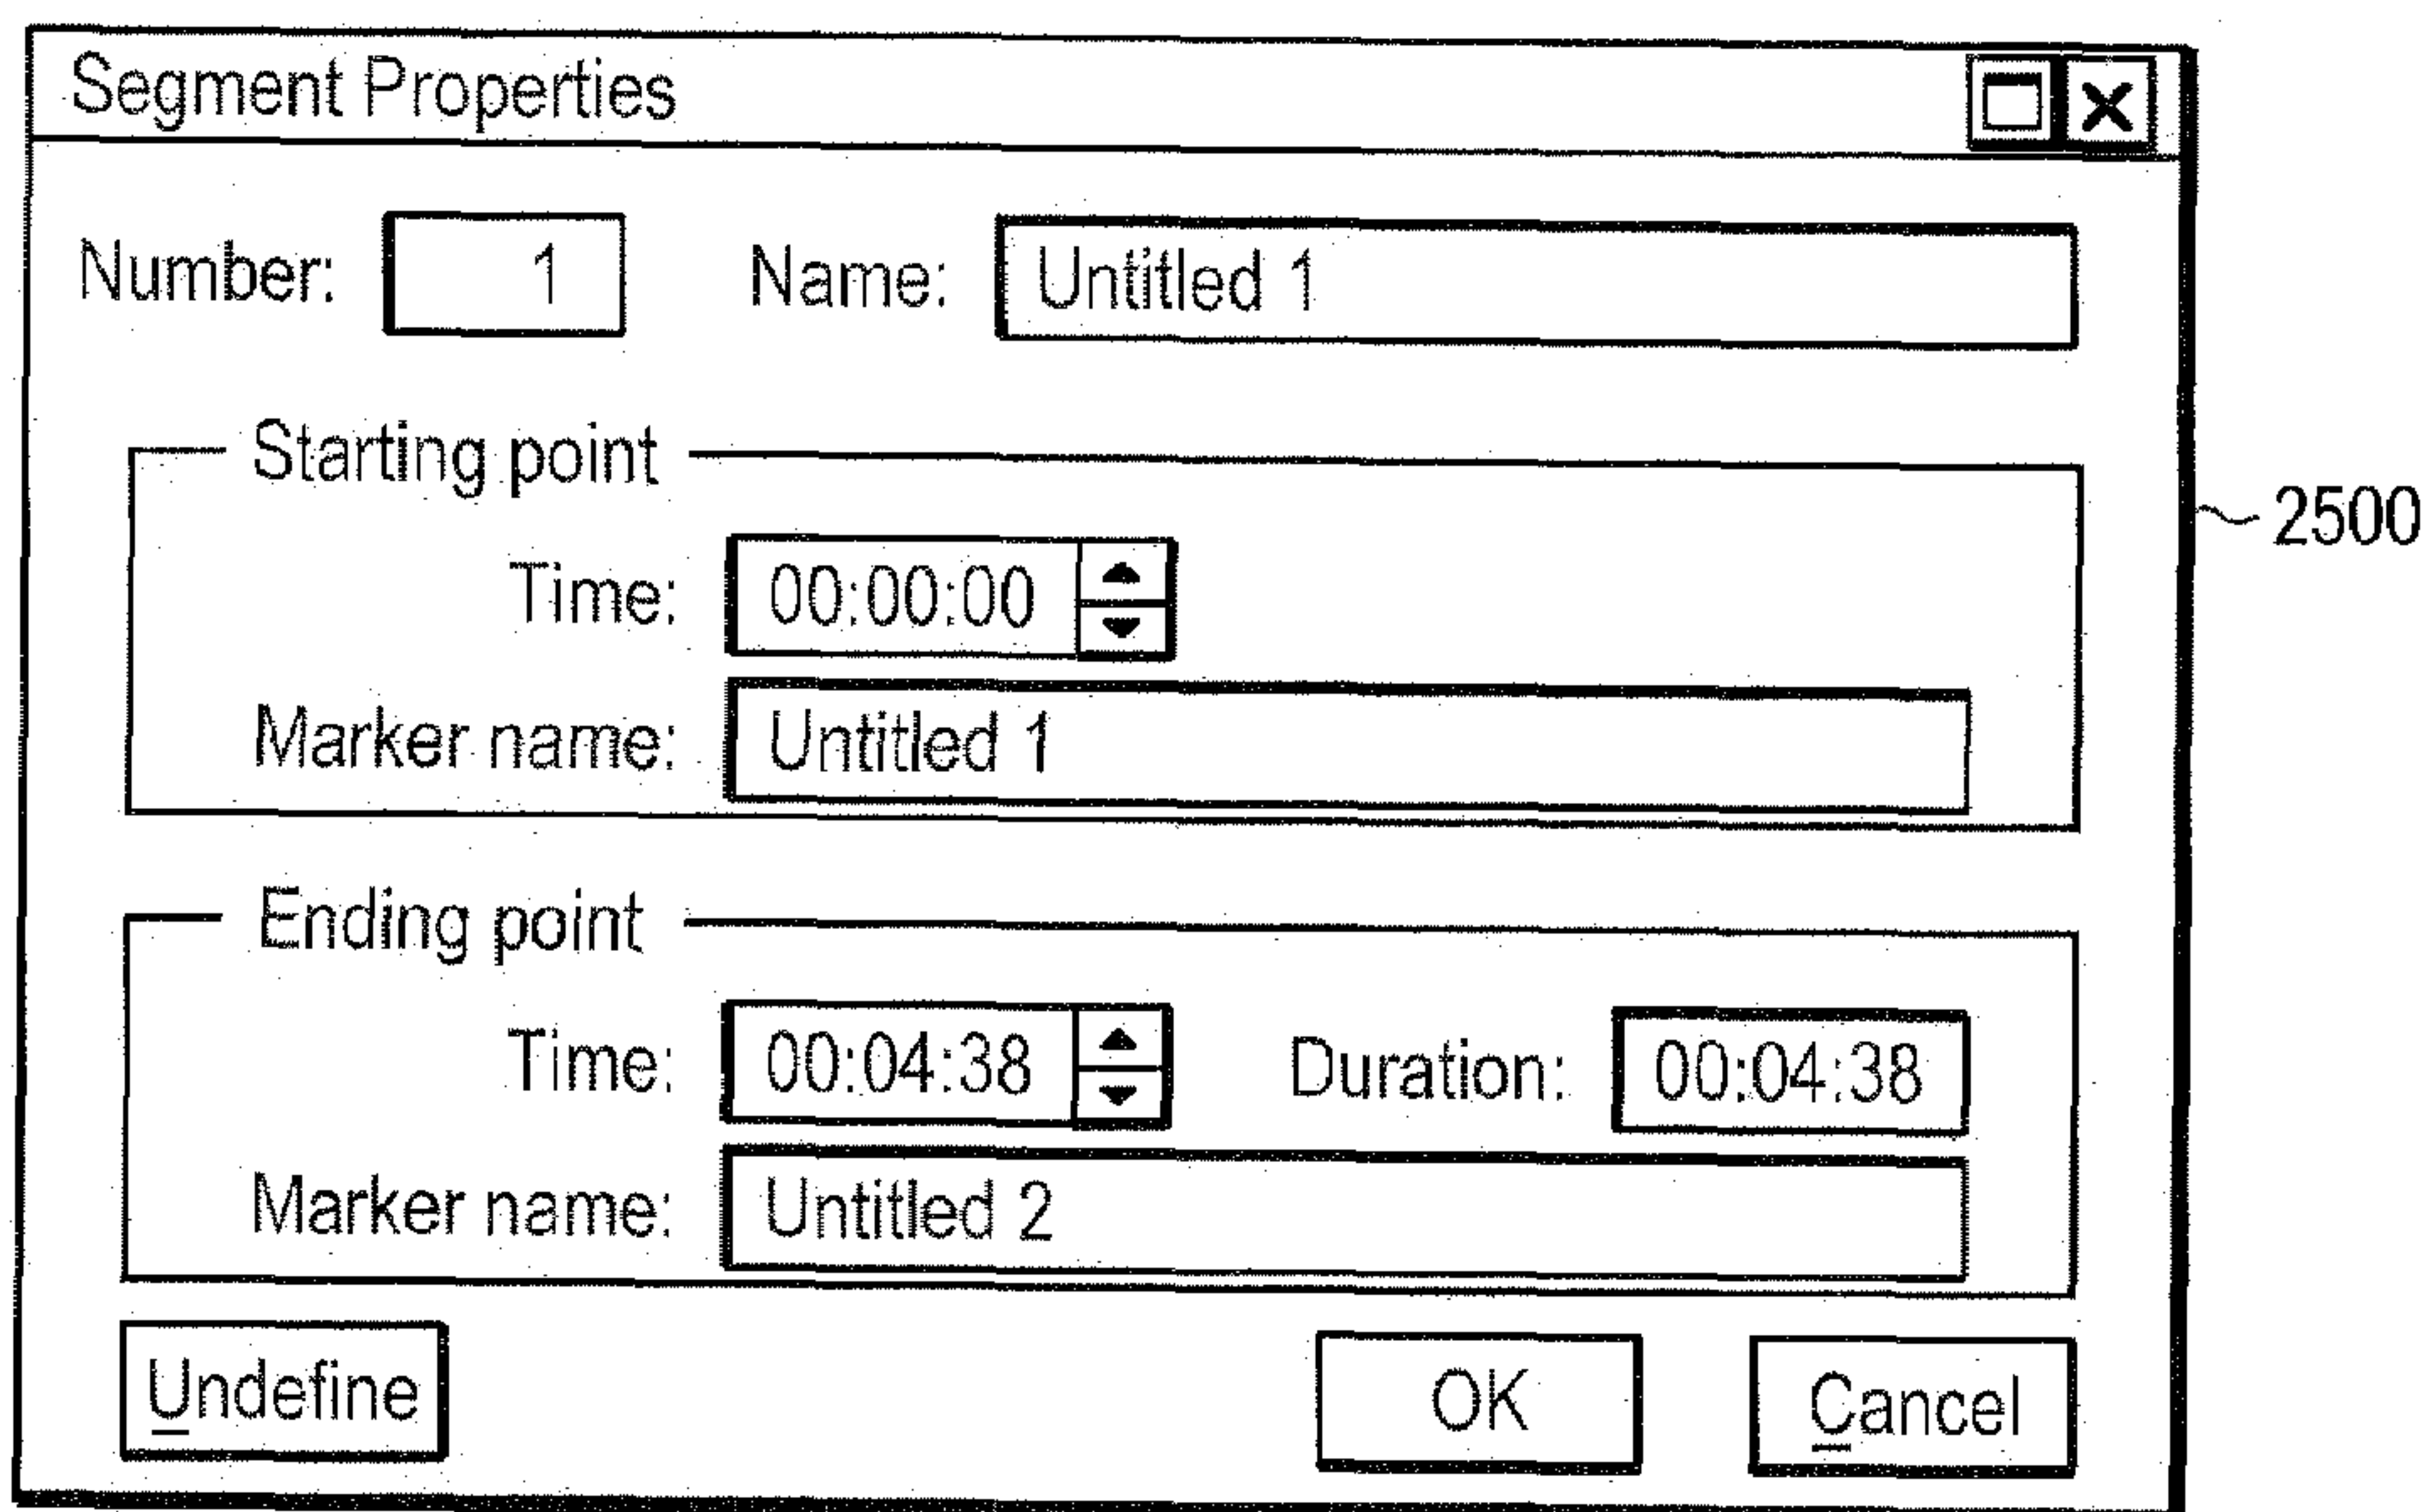 Segment Properties
Number: 1 Name: Untitled 1
Starting point
2500
Time: 00:00:00
Marker name: Untitled 1
Ending point
Time: 00:04:38 Duration: 00:04:38
Marker name: Untitled 2
Undefine OK Cancel